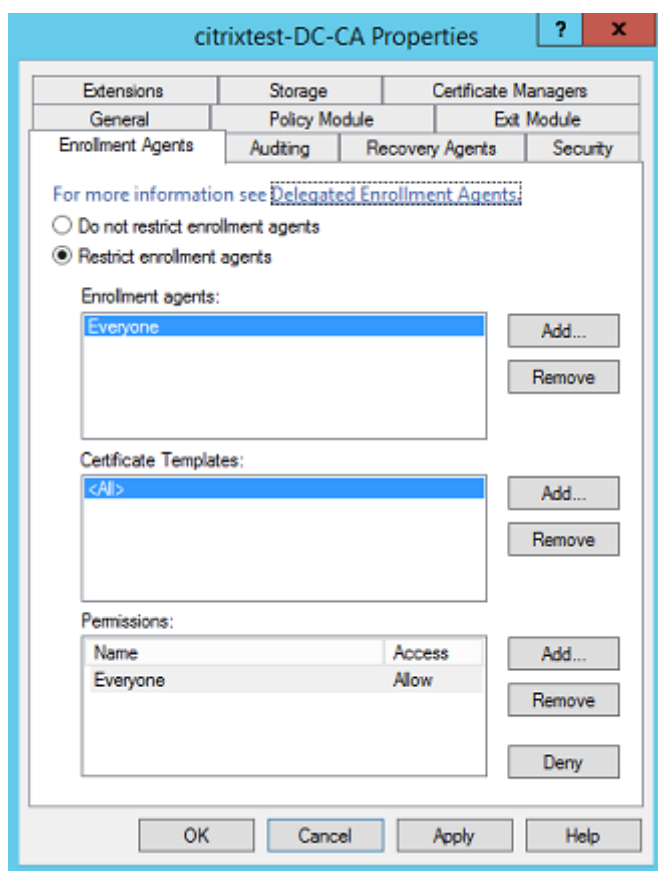 citrixtest-DC-CA Properties
? x
Extensions Storage Certificate Managers
General Policy Module Exit Module
Enrollment Agents Auditing Recovery Agents Security
For more information see Delegated Enrollment Agents.
Do not restrict enrollment agents
Restrict enrollment agents
Enrollment agents:
Everyone
Add...
Remove
Certificate Templates:
<All>
Add...
Remove
Permissions:
Name Access
Everyone Allow
Add...
Remove
Deny
OK Cancel Apply Help